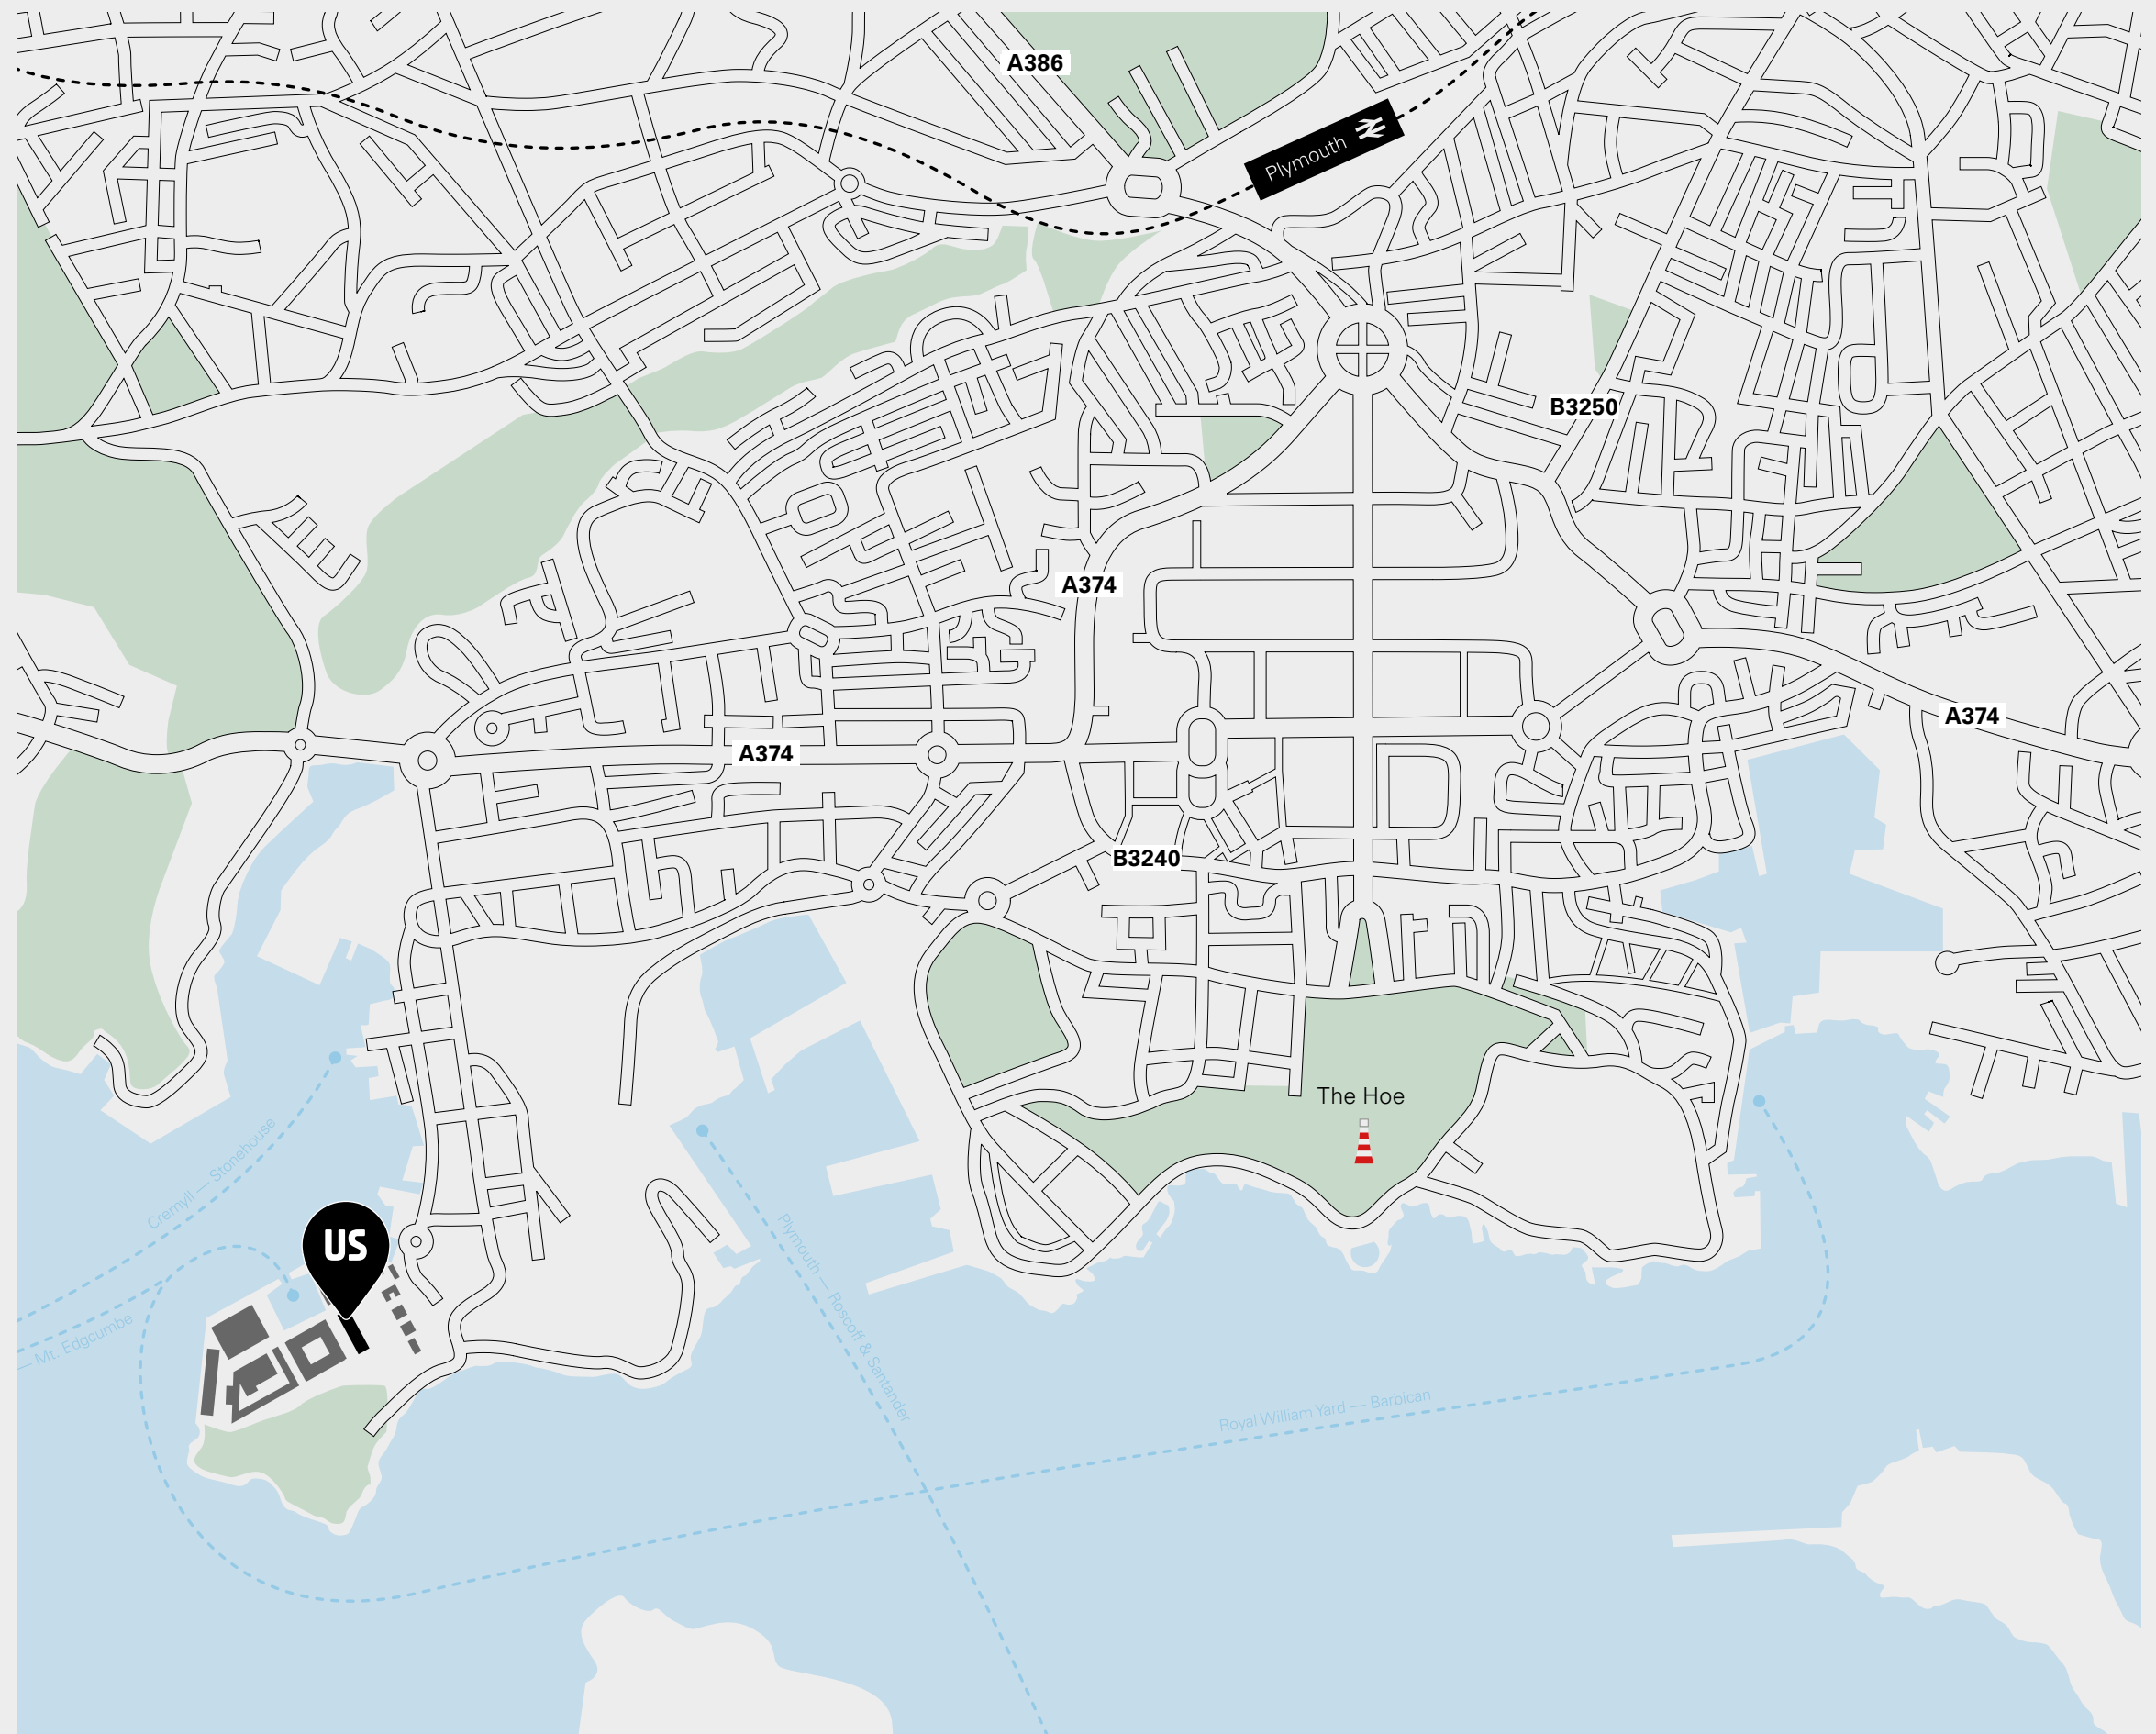 A386
Plymouth
B3250
A374
A374
A374
B3240
The Hoe
Cremyll — Stonehouse
US
— Mt. Edgcumbe
Plymouth — Roscoff & Santander
Royal William Yard — Barbican